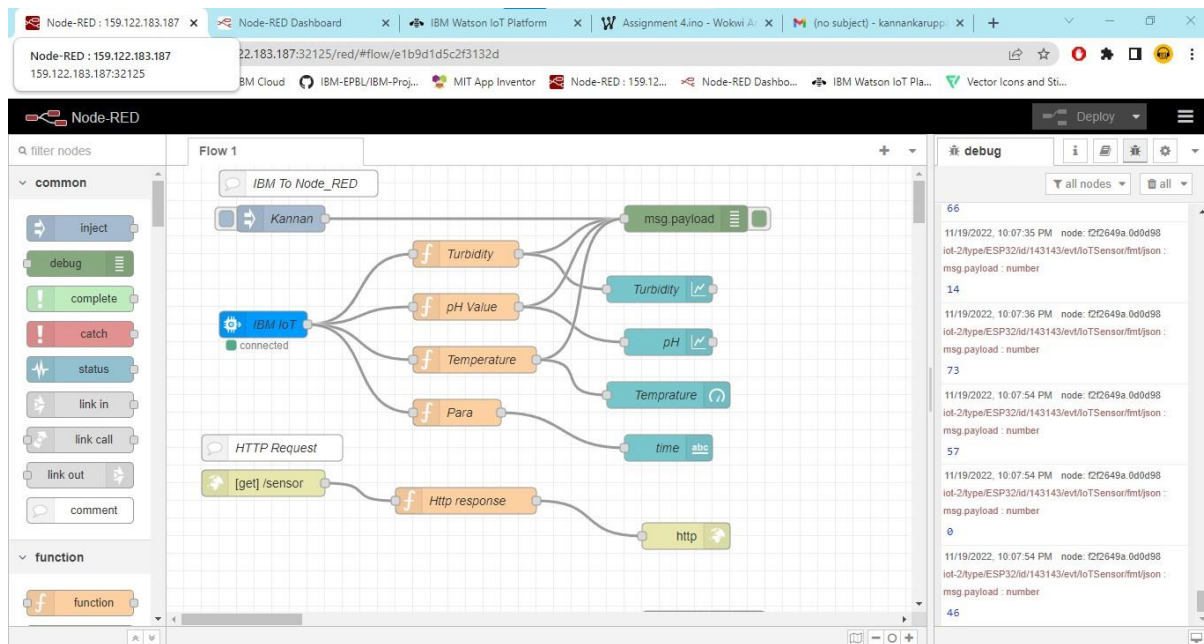 Node-RED : 159.122.183.187
Node-RED Dashboard
IBM Watson IoT Platform
Assignment 4.ino - Wokwi
(no subject) - kannankarupp
Node-RED : 159.122.183.187
159.122.183.187:32125
22.183.187:32125/red/#flow/e1b9d1d5c2f3132d
BM Cloud
IBM-EPBL/IBM-Proj...
MIT App Inventor
Node-RED : 159.12...
Node-RED Dashbo...
IBM Watson IoT Pla...
Vector Icons and Sti...
Node-RED
Deploy
filter nodes
common
inject
debug
complete
catch
status
link in
link call
link out
comment
function
function
Flow 1
IBM To Node_RED
Kannan
msg.payload
Turbidity
Turbidity
pH Value
IBM IoT
connected
pH
Temperature
Temprature
Para
time
abc
HTTP Request
[get] /sensor
Http response
http
debug
all nodes
all
66
11/19/2022, 10:07:35 PM node: f2f2649a.0d0d98
iot-2/type/ESP32/id/143143/evt/IoTSensor/fmt/json :
msg.payload : number
14
11/19/2022, 10:07:36 PM node: f2f2649a.0d0d98
iot-2/type/ESP32/id/143143/evt/IoTSensor/fmt/json :
msg.payload : number
73
11/19/2022, 10:07:54 PM node: f2f2649a.0d0d98
iot-2/type/ESP32/id/143143/evt/IoTSensor/fmt/json :
msg.payload : number
57
11/19/2022, 10:07:54 PM node: f2f2649a.0d0d98
iot-2/type/ESP32/id/143143/evt/IoTSensor/fmt/json :
msg.payload : number
0
11/19/2022, 10:07:54 PM node: f2f2649a.0d0d98
iot-2/type/ESP32/id/143143/evt/IoTSensor/fmt/json :
msg.payload : number
46